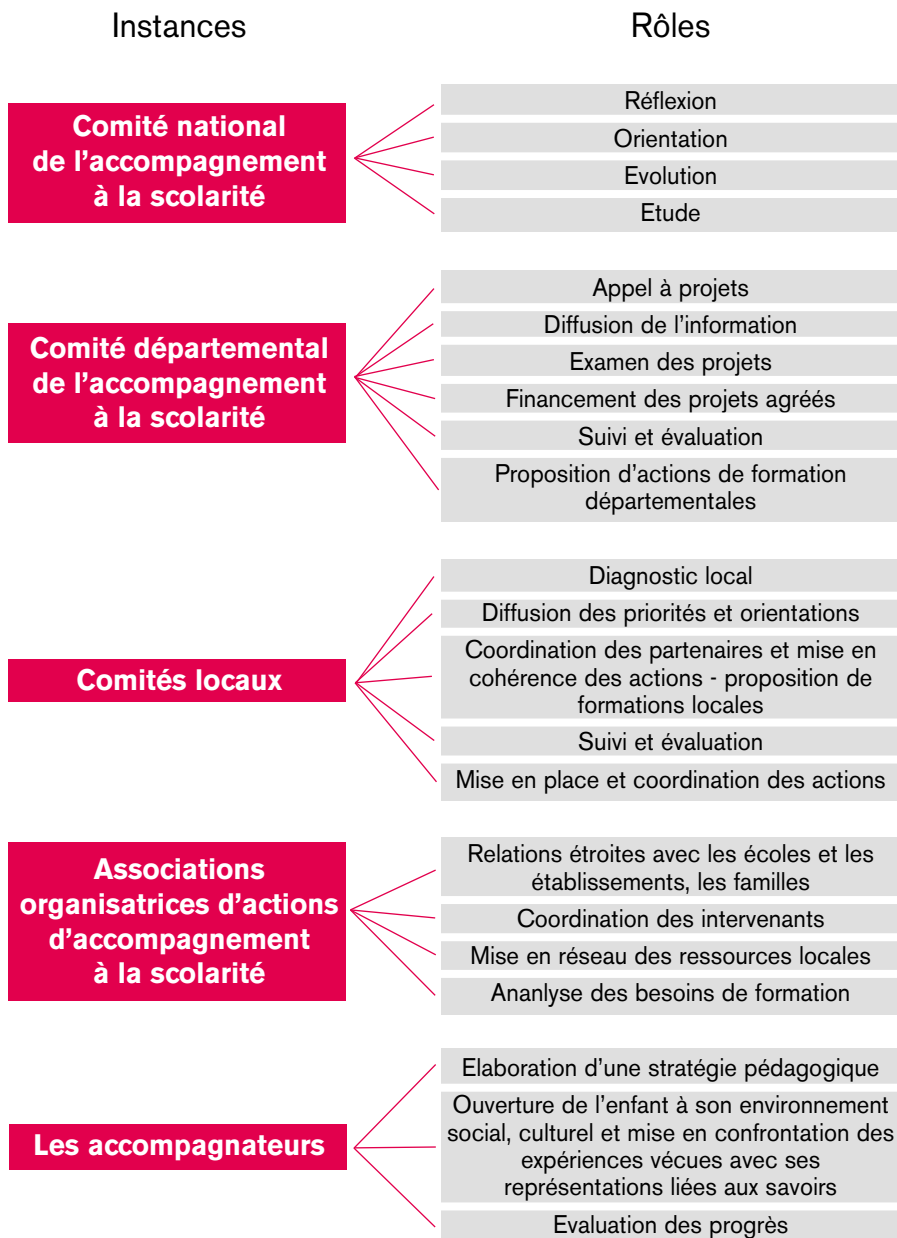 Instances
Rôles
Comité national
de l’accompagnement
à la scolarité
Réflexion
Orientation
Evolution
Etude
Comité départemental
de l’accompagnement
à la scolarité
Appel à projets
Diffusion de l’information
Examen des projets
Financement des projets agréés
Suivi et évaluation
Proposition d’actions de formation
départementales
Comités locaux
Diagnostic local
Diffusion des priorités et orientations
Coordination des partenaires et mise en
cohérence des actions - proposition de
formations locales
Suivi et évaluation
Mise en place et coordination des actions
Associations
organisatrices d’actions
d’accompagnement
à la scolarité
Relations étroites avec les écoles et les
établissements, les familles
Coordination des intervenants
Mise en réseau des ressources locales
Ananlyse des besoins de formation
Les accompagnateurs
Elaboration d’une stratégie pédagogique
Ouverture de l’enfant à son environnement
social, culturel et mise en confrontation des
expériences vécues avec ses
représentations liées aux savoirs
Evaluation des progrès